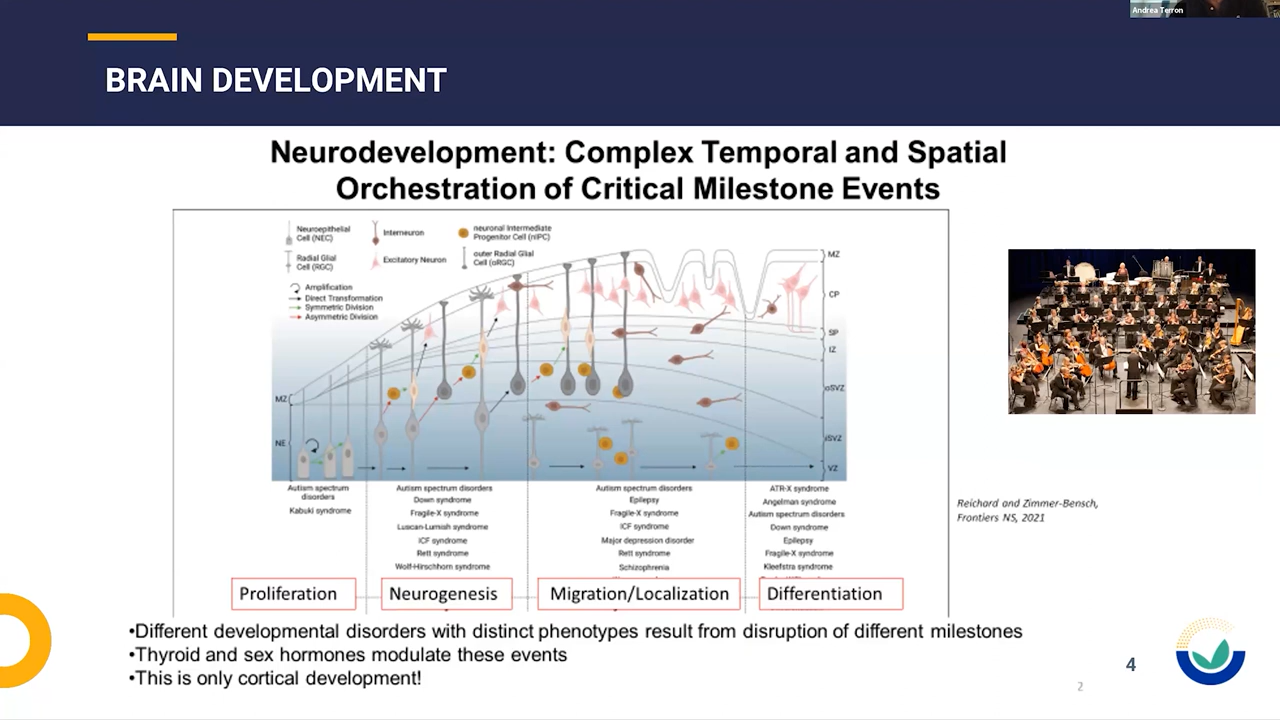 Andrea Terron
BRAIN DEVELOPMENT
Neurodevelopment: Complex Temporal and Spatial
Orchestration of Critical Milestone Events
Neuroepithelial
Cell (NEC)
Interneuron
neuronal Intermediate
Progenitor Cell (nIPC)
Radial Glial
Cell (RGC)
Excitatory Neuron
outer Radial Glial
Cell (oRGC)
Amplification
Direct Transformation
Symmetric Division
Asymmetric Division
MZ
CP
SP
IZ
oSVZ
iSVZ
VZ
MZ
NE
Autism spectrum
disorders
Kabuki syndrome
Autism spectrum disorders
Down syndrome
Fragile-X syndrome
Luscan-Lumish syndrome
ICF syndrome
Rett syndrome
Wolf-Hirschhorn syndrome
Autism spectrum disorders
Epilepsy
Fragile-X syndrome
ICF syndrome
Major depression disorder
Rett syndrome
Schizophrenia
ATR-X syndrome
Angelman syndrome
Autism spectrum disorders
Down syndrome
Epilepsy
Fragile-X syndrome
Kleefstra syndrome
Proliferation
Neurogenesis
Migration/Localization
Differentiation
Reichard and Zimmer-Bensch,
Frontiers NS, 2021
•Different developmental disorders with distinct phenotypes result from disruption of different milestones
•Thyroid and sex hormones modulate these events
•This is only cortical development!
4
2